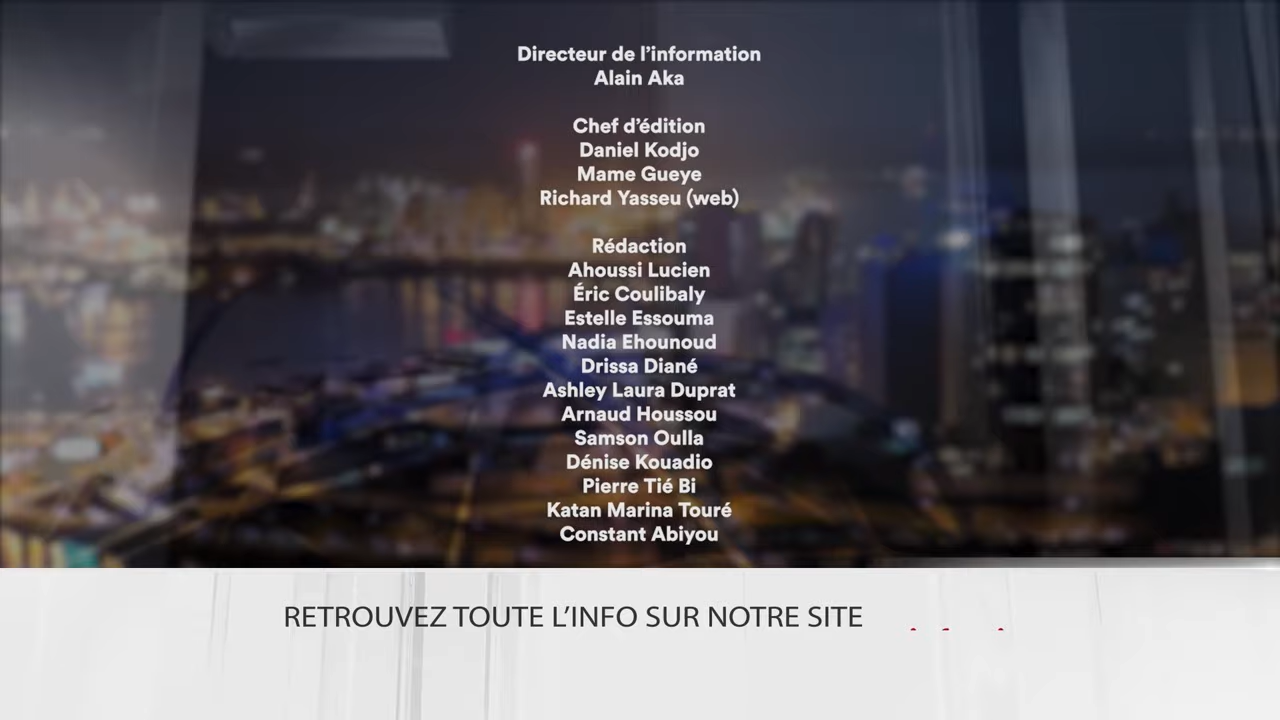 Directeur de l'information
Alain Aka
Chef d'édition
Daniel Kodjo
Mame Gueye
Richard Yasseu (web)
Rédaction
Ahoussi Lucien
Éric Coulibaly
Estelle Essouma
Nadia Ehounoud
Drissa Diané
Ashley Laura Duprat
Arnaud Houssou
Samson Oulla
Dénise Kouadio
Pierre Tié Bi
Katan Marina Touré
Constant Abiyou
RETROUVEZ TOUTE L'INFO SUR NOTRE SITE